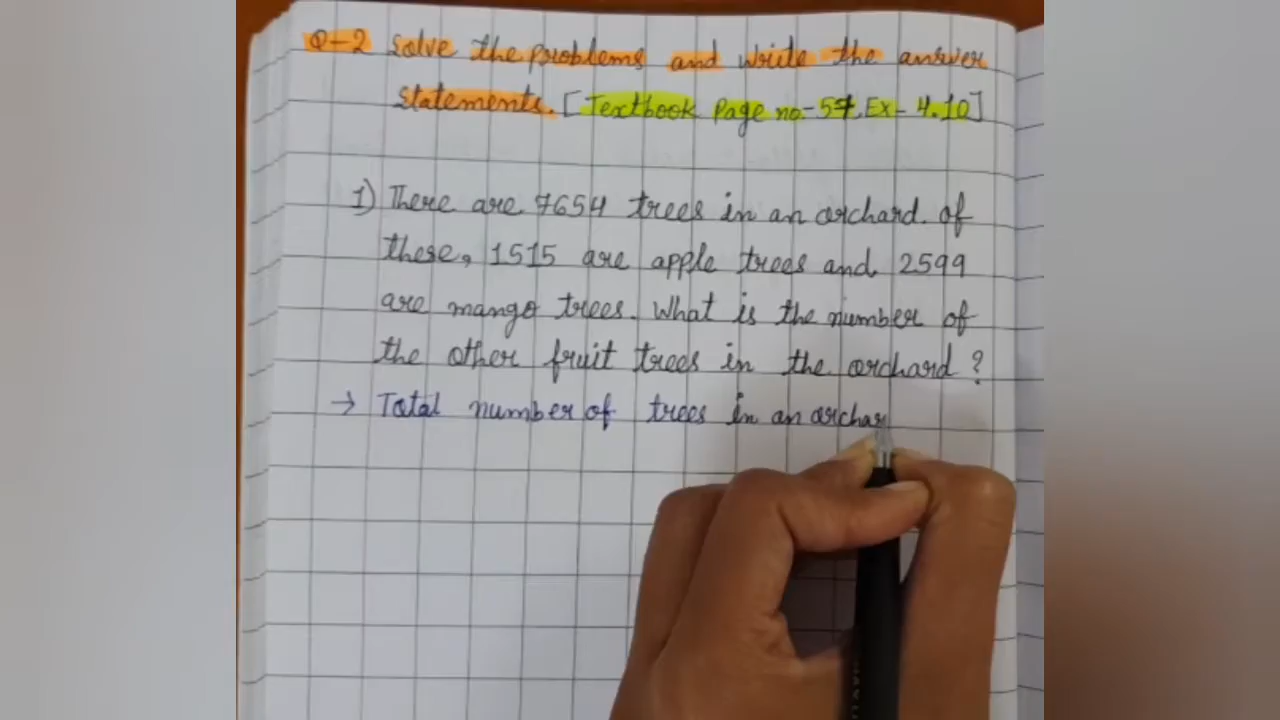 Q-2 Solve the problems and write the answer
statements. [Textbook Page no.-57, Ex-4.10]
1) There are 7654 trees in an orchard. of
these, 1515 are apple trees and 2599
are mango trees. What is the number of
the other fruit trees in the orchard?
→ Total number of trees in an orchar